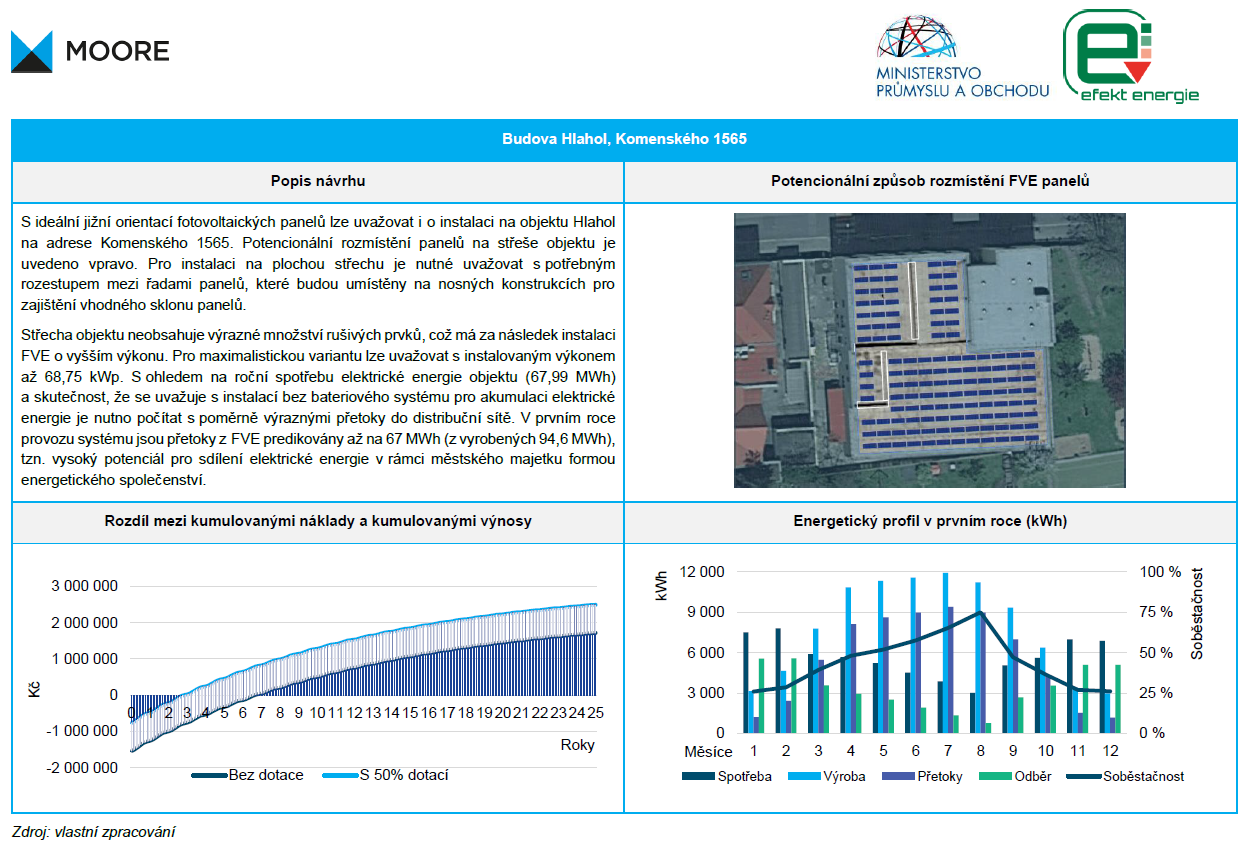 MOORE
MINISTERSTVO
PRŮMYSLU A OBCHODU
efekt energie
Budova Hlahol, Komenského 1565
Popis návrhu
Potencionální způsob rozmístění FVE panelů
S ideální jižní orientací fotovoltaických panelů lze uvažovat i o instalaci na objektu Hlahol
na adrese Komenského 1565. Potencionální rozmístění panelů na střeše objektu je
uvedeno vpravo. Pro instalaci na plochou střechu je nutné uvažovat s potřebným
rozestupem mezi řadami panelů, které budou umístěny na nosných konstrukcích pro
zajištění vhodného sklonu panelů.
Střecha objektu neobsahuje výrazné množství rušivých prvků, což má za následek instalaci
FVE o vyšším výkonu. Pro maximalistickou variantu lze uvažovat s instalovaným výkonem
až 68,75 kWp. S ohledem na roční spotřebu elektrické energie objektu (67,99 MWh)
a skutečnost, že se uvažuje s instalací bez bateriového systému pro akumulaci elektrické
energie je nutno počítat s poměrně výraznými přetoky do distribuční sítě. V prvním roce
provozu systému jsou přetoky z FVE predikovány až na 67 MWh (z vyrobených 94,6 MWh),
tzn. vysoký potenciál pro sdílení elektrické energie v rámci městského majetku formou
energetického společenství.
Rozdíl mezi kumulovanými náklady a kumulovanými výnosy
3 000 000
2 000 000
1 000 000
0
-1 000 000
-2 000 000
Kč
0 1 2 3 4 5 6 7 8 9 10 11 12 13 14 15 16 17 18 19 20 21 22 23 24 25
Roky
Bez dotace S 50% dotací
Energetický profil v prvním roce (kWh)
kWh
12 000
9 000
6 000
3 000
0
100 %
75 %
50 %
25 %
0 %
Soběstačnost
Měsíce 1 2 3 4 5 6 7 8 9 10 11 12
Spotřeba Výroba Přetoky Odběr Soběstačnost
Zdroj: vlastní zpracování